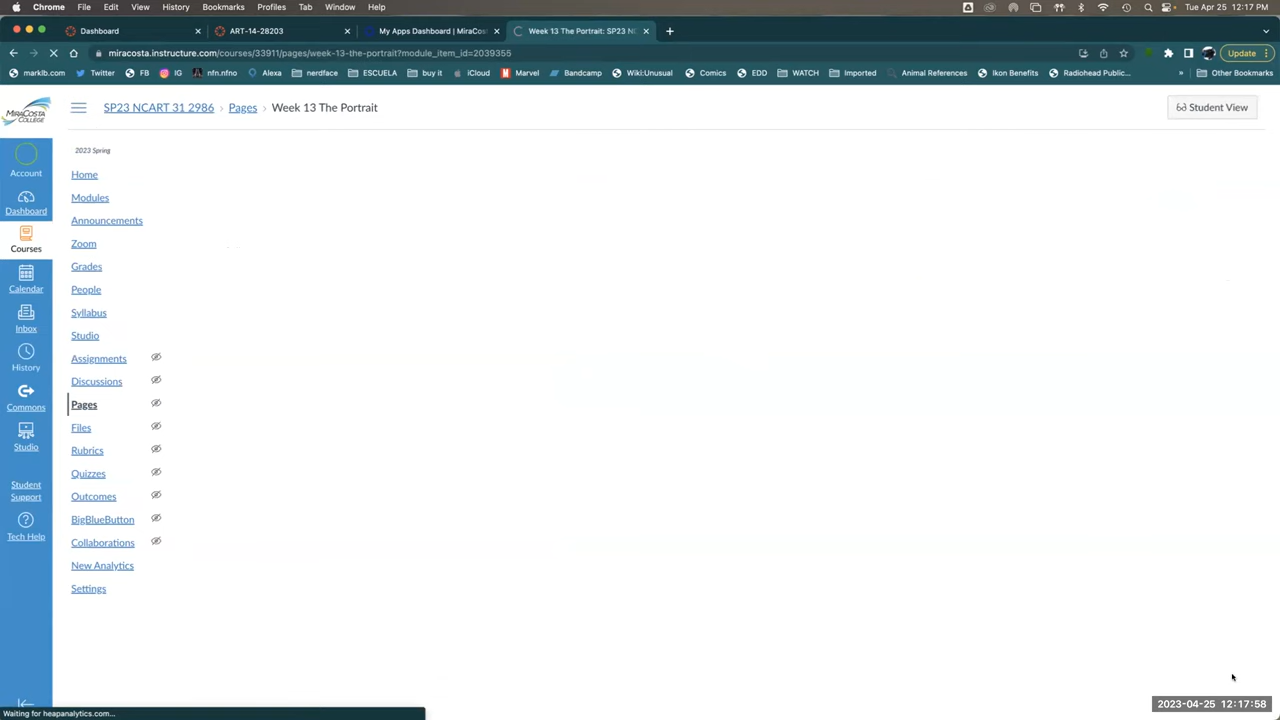 Chrome File Edit View History Bookmarks Profiles Tab Window Help Tue Apr 25 12:17 PM
Dashboard ART-14-28203 My Apps Dashboard | MiraCos Week 13 The Portrait: SP23 NC
miracosta.instructure.com/courses/33911/pages/week-13-the-portrait?module_item_id=2039355 Update
marklb.com Twitter FB IG nfn.nfno Alexa nerdface ESCUELA buy it iCloud Marvel Bandcamp Wiki:Unusual Comics EDD WATCH Imported Animal References Ikon Benefits Radiohead Public... » Other Bookmarks
MIRACOSTA COLLEGE
SP23 NCART 31 2986 › Pages › Week 13 The Portrait
Student View
Account
Dashboard
Courses
Calendar
Inbox
History
Commons
Studio
Student
Support
Tech Help
2023 Spring
Home
Modules
Announcements
Zoom
Grades
People
Syllabus
Studio
Assignments
Discussions
Pages
Files
Rubrics
Quizzes
Outcomes
BigBlueButton
Collaborations
New Analytics
Settings
Waiting for heapanalytics.com...
2023-04-25 12:17:58